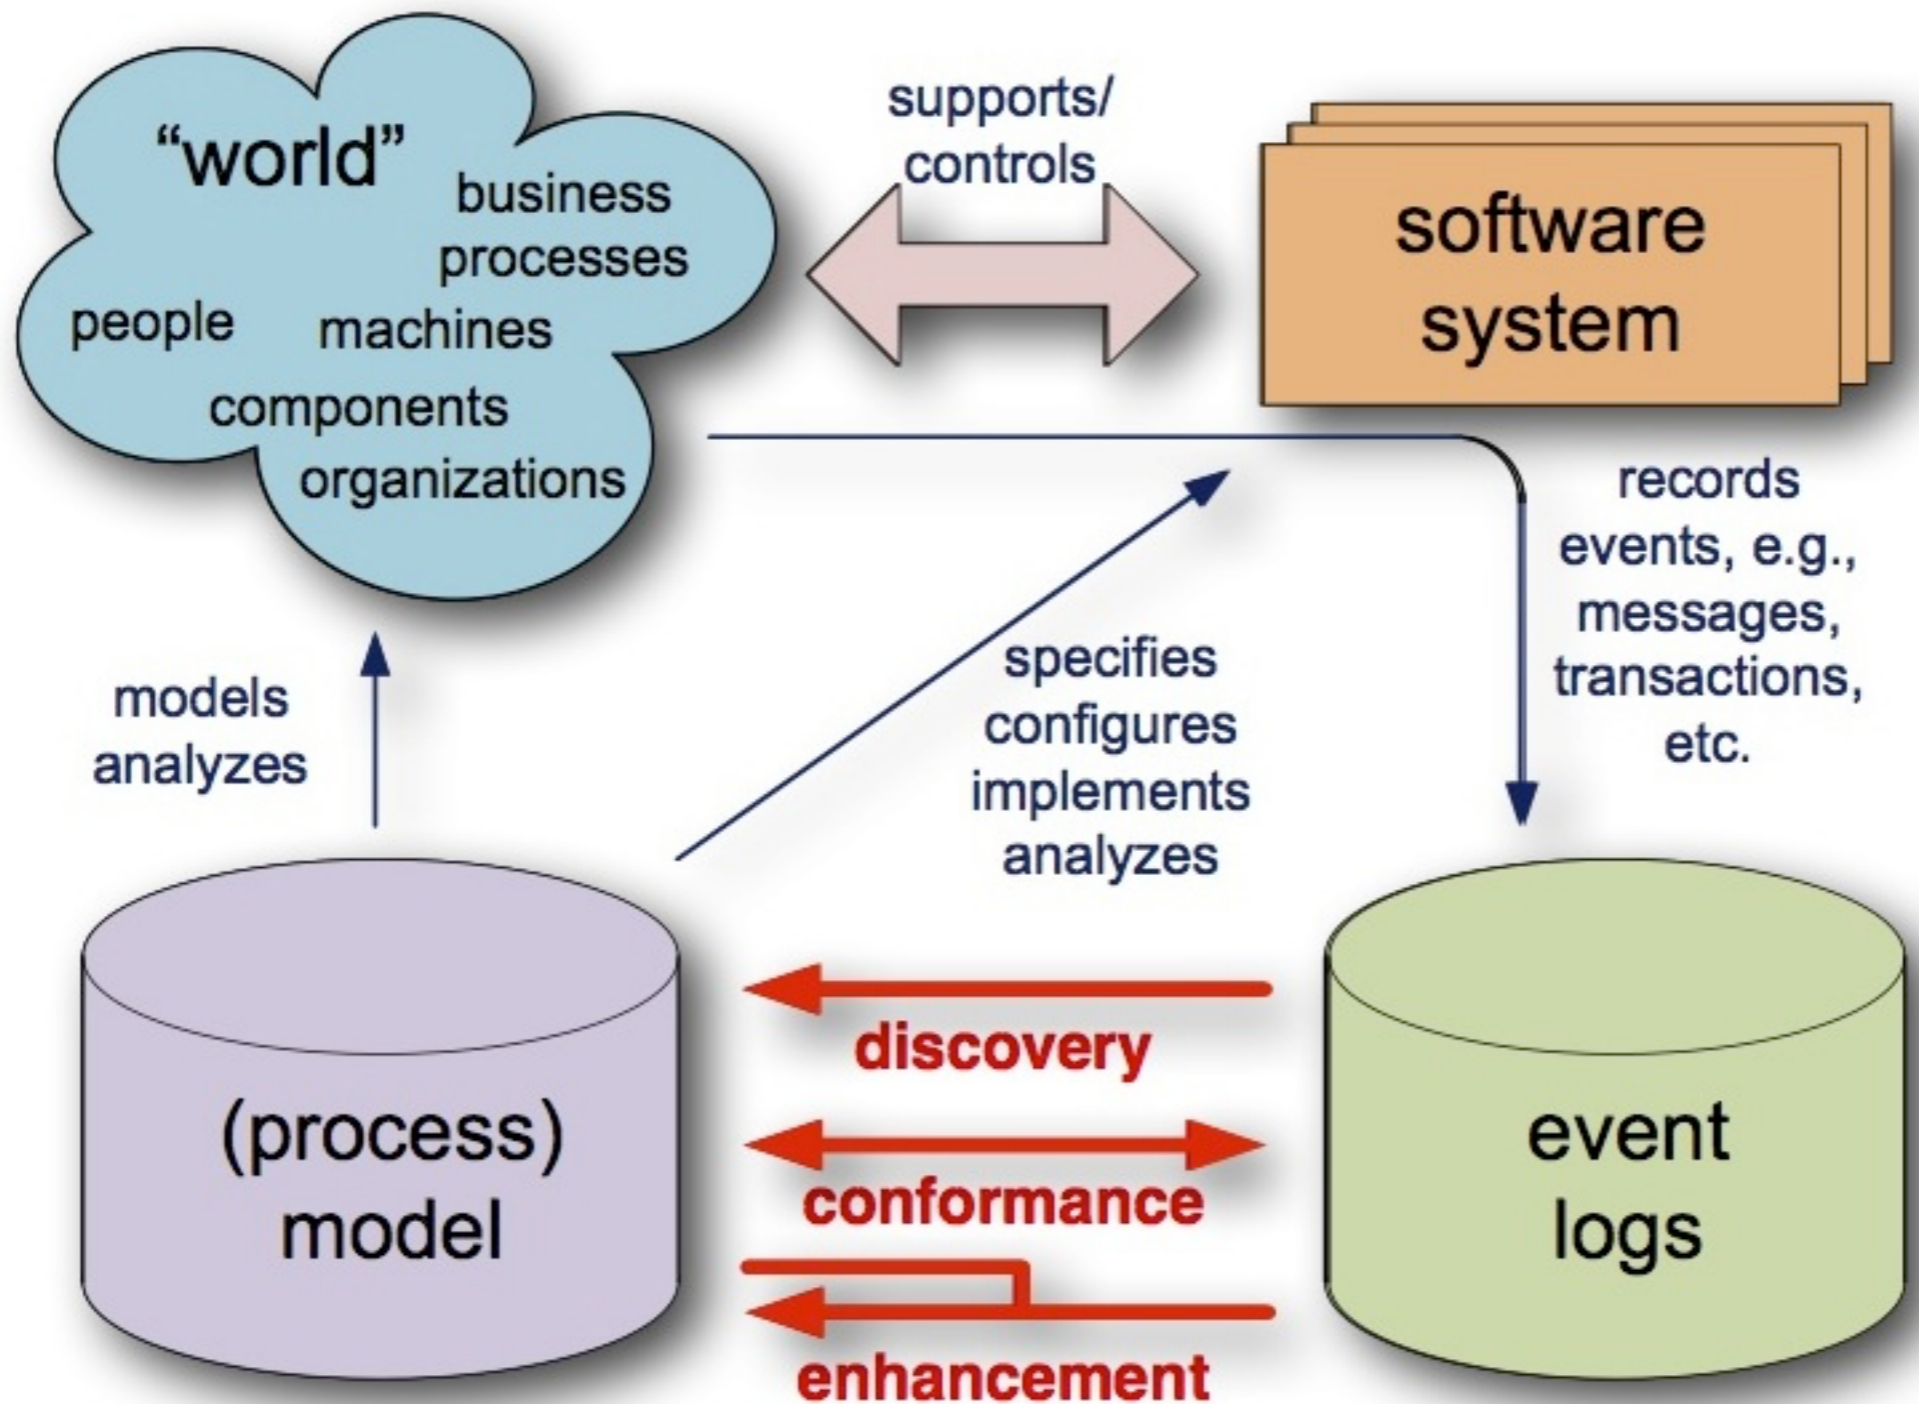 “world”
business
processes
people
machines
components
organizations
supports/
controls
software
system
records
events, e.g.,
messages,
transactions,
etc.
models
analyzes
specifies
configures
implements
analyzes
(process)
model
discovery
conformance
enhancement
event
logs